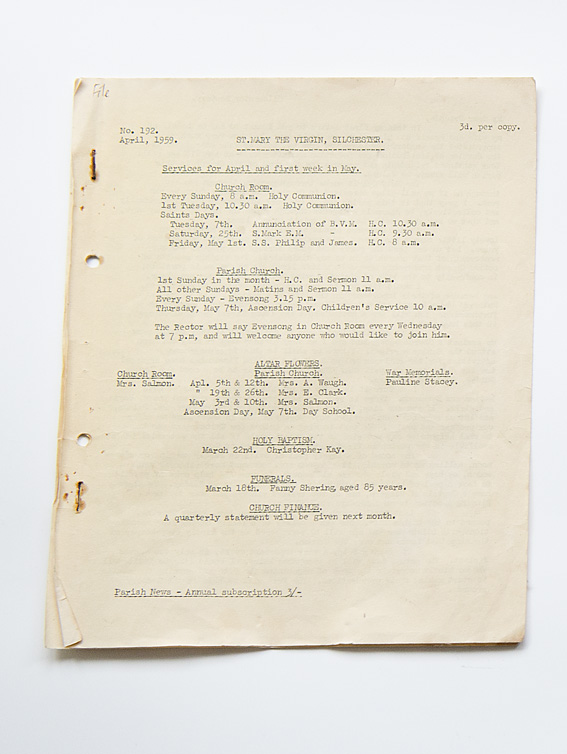 File
No. 192.
3d. per copy.
April, 1959.
ST.MARY THE VIRGIN, SILCHESTER.
Services for April and first week in May.
Church Room.
Every Sunday, 8 a.m. Holy Communion.
1st Tuesday, 10.30 a.m. Holy Communion.
Saints Days.
Tuesday, 7th. Annunciation of B.V.M. H.C. 10.30 a.m.
Saturday, 25th. S.Mark E.M. - H.C. 9.30 a.m.
Friday, May 1st. S.S. Philip and James. H.C. 8 a.m.
Parish Church.
1st Sunday in the month - H.C. and Sermon 11 a.m.
All other Sundays - Matins and Sermon 11 a.m.
Every Sunday - Evensong 3.15 p.m.
Thursday, May 7th, Ascension Day. Children's Service 10 a.m.
The Rector will say Evensong in Church Room every Wednesday
at 7 p.m, and will welcome anyone who would like to join him.
ALTAR FLOWERS.
Church Room. Parish Church. War Memorials.
Mrs. Salmon. Apl. 5th & 12th. Mrs. A. Waugh. Pauline Stacey.
" 19th & 26th. Mrs. E. Clark.
May 3rd & 10th. Mrs. Salmon.
Ascension Day, May 7th. Day School.
HOLY BAPTISM.
March 22nd. Christopher Kay.
FUNERALS.
March 18th. Fanny Shering, aged 85 years.
CHURCH FINANCE.
A quarterly statement will be given next month.
Parish News - Annual subscription 3/-